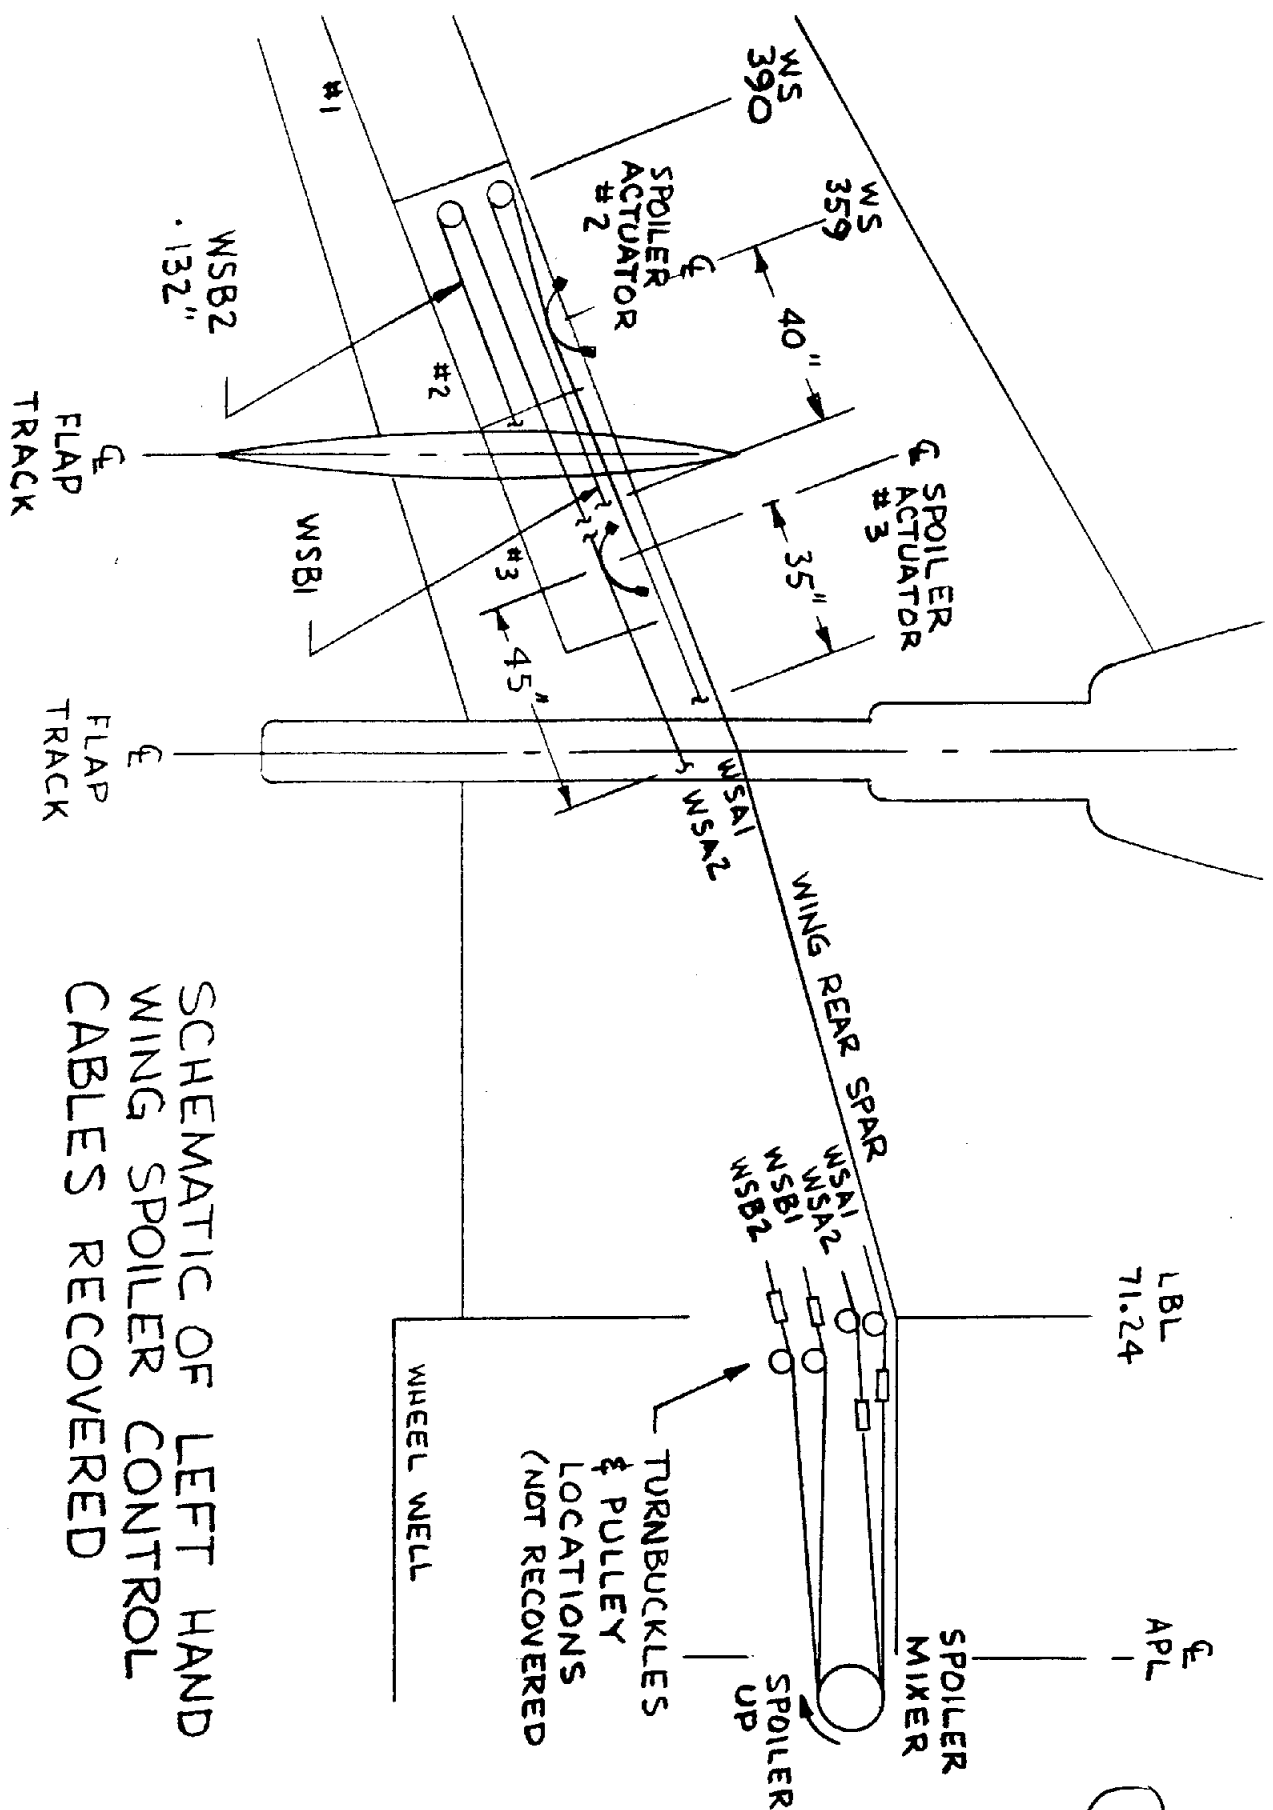 WS
390
WS
359
SPOILER
ACTUATOR
#2
℄
40"
℄ SPOILER
ACTUATOR
#3
35"
#1
#2
#3
WSB2
.132"
WSB1
45"
℄
FLAP
TRACK
℄
FLAP
TRACK
WSA1
WSA2
WING REAR SPAR
WSA1
WSA2
WSB1
WSB2
LBL
71.24
℄
APL
SPOILER
MIXER
SPOILER
UP
TURNBUCKLES
& PULLEY
LOCATIONS
(NOT RECOVERED
WHEEL WELL
SCHEMATIC OF LEFT HAND
WING SPOILER CONTROL
CABLES RECOVERED